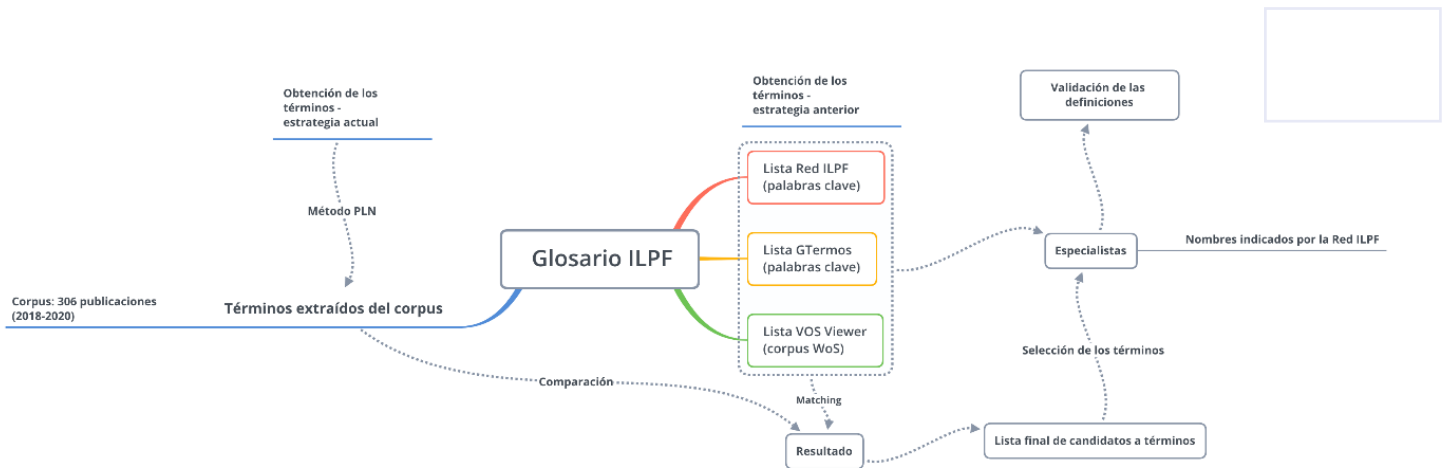 Obtención de los
términos -
estrategia actual
Método PLN
Corpus: 306 publicaciones
(2018-2020)
Términos extraídos del corpus
Glosario ILPF
Obtención de los
términos -
estrategia anterior
Lista Red ILPF
(palabras clave)
Lista GTermos
(palabras clave)
Lista VOS Viewer
(corpus WoS)
Comparación
Matching
Resultado
Lista final de candidatos a términos
Selección de los términos
Especialistas
Nombres indicados por la Red ILPF
Validación de las
definiciones